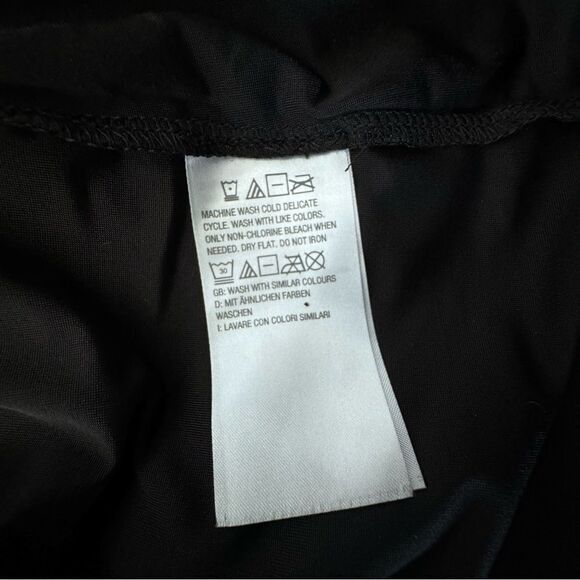 MACHINE WASH COLD DELICATE
CYCLE. WASH WITH LIKE COLORS.
ONLY NON-CHLORINE BLEACH WHEN
NEEDED. DRY FLAT. DO NOT IRON
30
GB: WASH WITH SIMILAR COLOURS
D: MIT ÄHNLICHEN FARBEN
WASCHEN
I: LAVARE CON COLORI SIMILARI